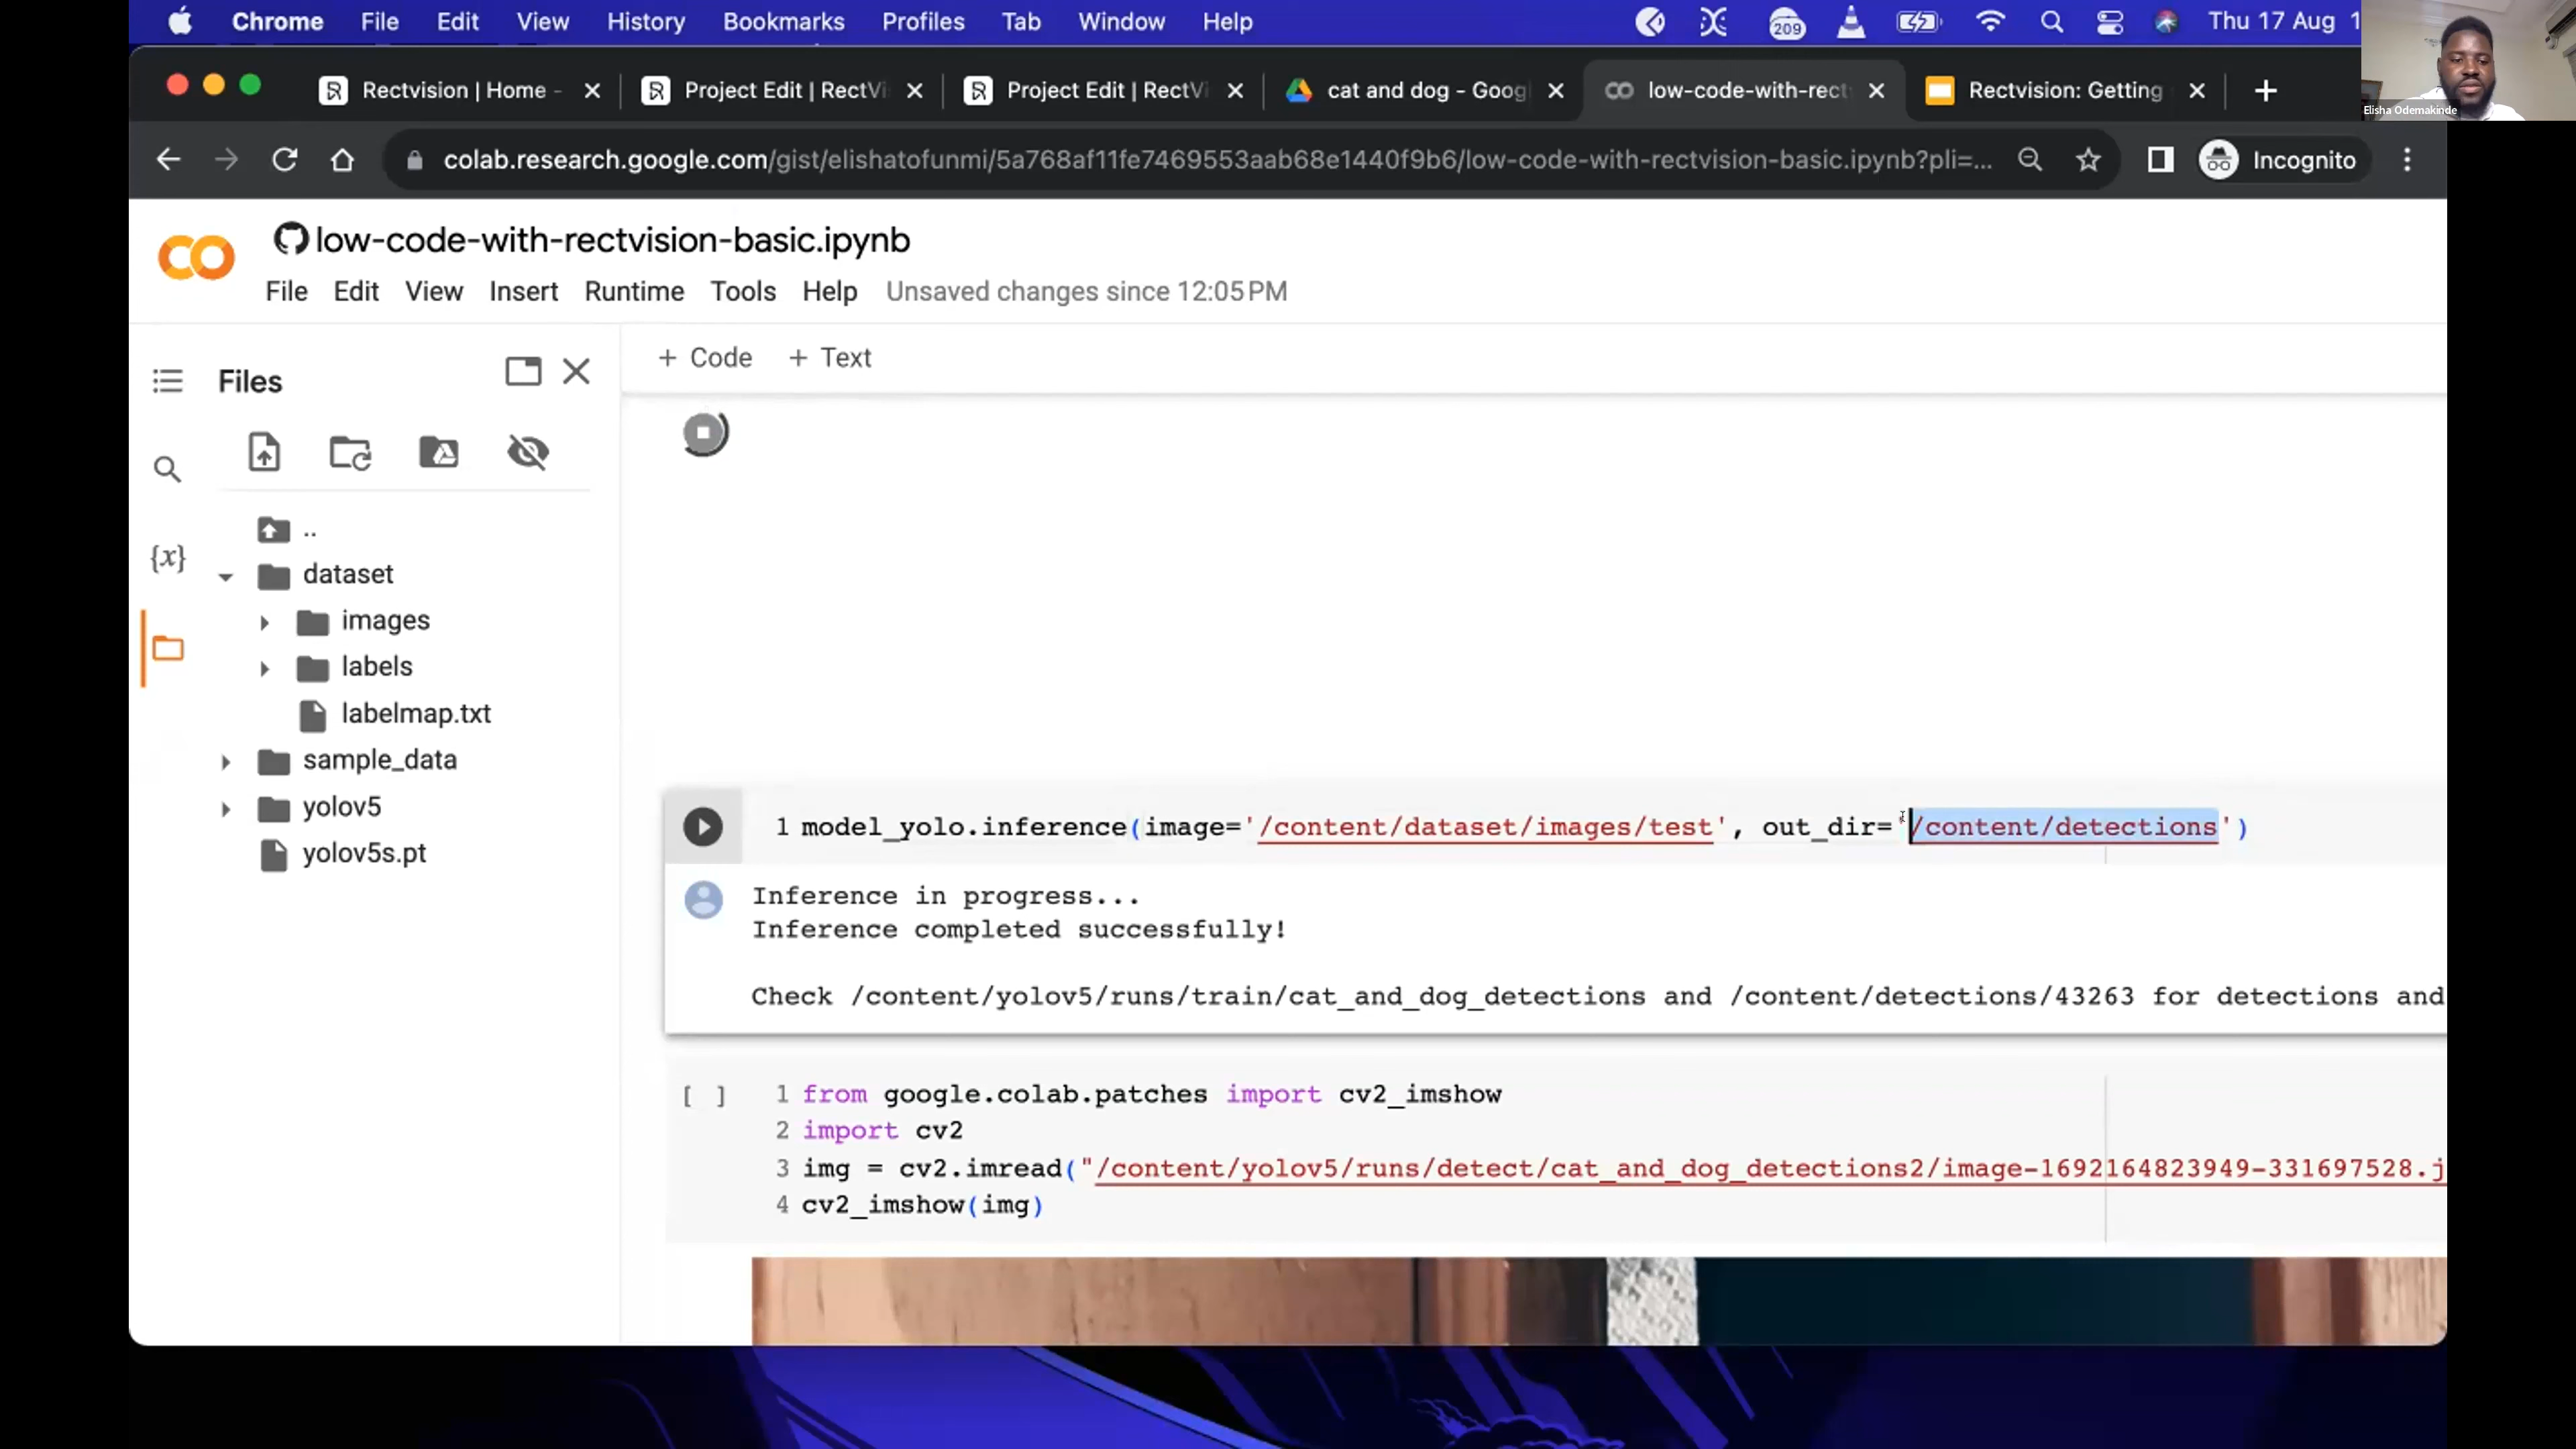 Chrome File Edit View History Bookmarks Profiles Tab Window Help 209 Thu 17 Aug 1
Rectvision | Home - Project Edit | RectVi Project Edit | RectVi cat and dog - Goog low-code-with-rect Rectvision: Getting
Elisha Odemakinde
colab.research.google.com/gist/elishatofunmi/5a768af11fe7469553aab68e1440f9b6/low-code-with-rectvision-basic.ipynb?pli=... Incognito
low-code-with-rectvision-basic.ipynb
File Edit View Insert Runtime Tools Help Unsaved changes since 12:05 PM
Files
+ Code + Text
..
{x}
dataset
images
labels
labelmap.txt
sample_data
yolov5
yolov5s.pt
1 model_yolo.inference(image='/content/dataset/images/test', out_dir='/content/detections')
Inference in progress...
Inference completed successfully!
Check /content/yolov5/runs/train/cat_and_dog_detections and /content/detections/43263 for detections and
[ ] 1 from google.colab.patches import cv2_imshow
2 import cv2
3 img = cv2.imread("/content/yolov5/runs/detect/cat_and_dog_detections2/image-1692164823949-331697528.j
4 cv2_imshow(img)